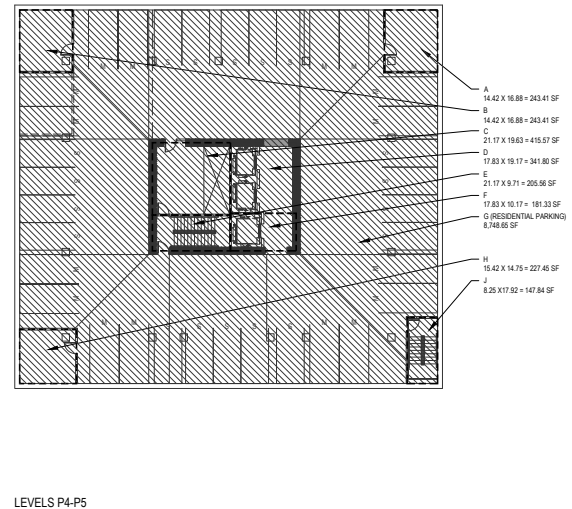 A
14.42 X 16.88 = 243.41 SF
B
14.42 X 16.88 = 243.41 SF
C
21.17 X 19.63 = 415.57 SF
D
17.83 X 19.17 = 341.80 SF
E
21.17 X 9.71 = 205.56 SF
F
17.83 X 10.17 = 181.33 SF
G (RESIDENTIAL PARKING)
8,748.65 SF
H
15.42 X 14.75 = 227.45 SF
J
8.25 X17.92 = 147.84 SF
LEVELS P4-P5